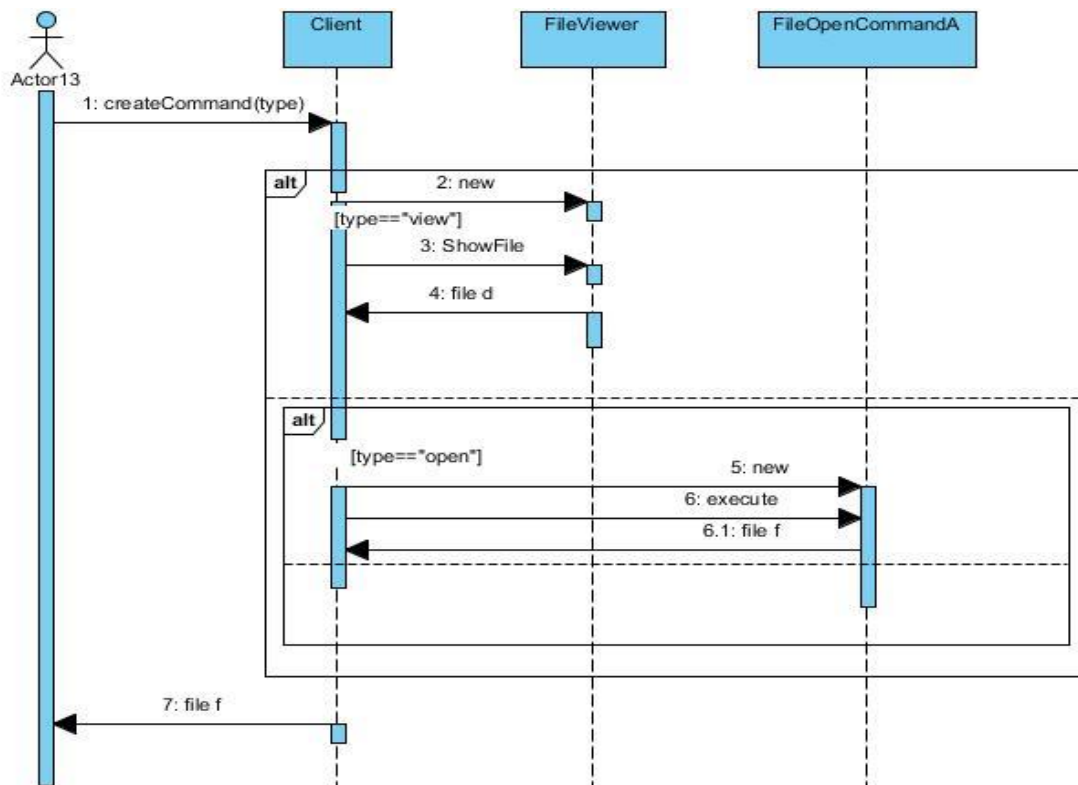 Client
FileViewer
FileOpenCommandA
Actor13
1: createCommand(type)
alt
2: new
[type=="view"]
3: ShowFile
4: file d
alt
[type=="open"]
5: new
6: execute
6.1: file f
7: file f